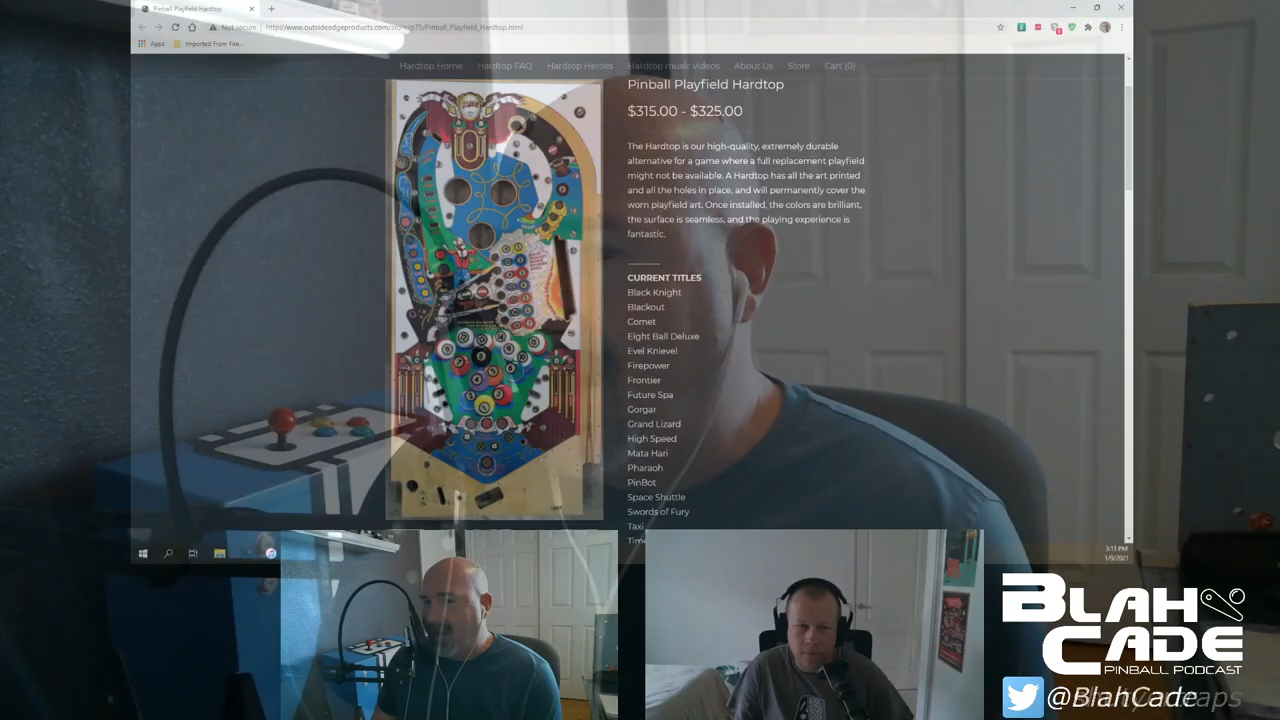 Pinball Playfield Hardtop
Not secure
http://www.outsideedgeproducts.com/store/p75/Pinball_Playfield_Hardtop.html
Apps
Imported From Fire...
Hardtop Home
Hardtop FAQ
Hardtop Heroes
Hardtop music videos
About Us
Store
Cart (0)
Pinball Playfield Hardtop
$315.00 - $325.00
The Hardtop is our high-quality, extremely durable
alternative for a game where a full replacement playfield
might not be available. A Hardtop has all the art printed
and all the holes in place, and will permanently cover the
worn playfield art. Once installed, the colors are brilliant,
the surface is seamless, and the playing experience is
fantastic.
CURRENT TITLES
Black Knight
Blackout
Comet
Eight Ball Deluxe
Evel Knievel
Firepower
Frontier
Future Spa
Gorgar
Grand Lizard
High Speed
Mata Hari
Pharaoh
PinBot
Space Shuttle
Swords of Fury
Taxi
3:13 PM
1/9/2021
BLAH
CADE
PINBALL PODCAST
@BlahCade